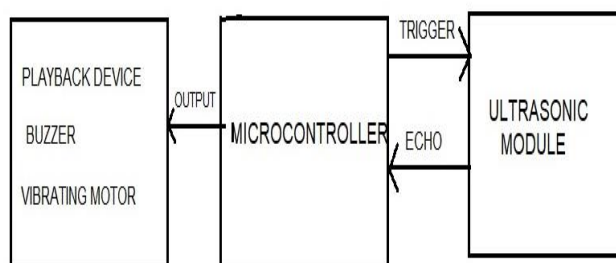 PLAYBACK DEVICE
BUZZER
VIBRATING MOTOR
OUTPUT
MICROCONTROLLER
TRIGGER
ECHO
ULTRASONIC
MODULE